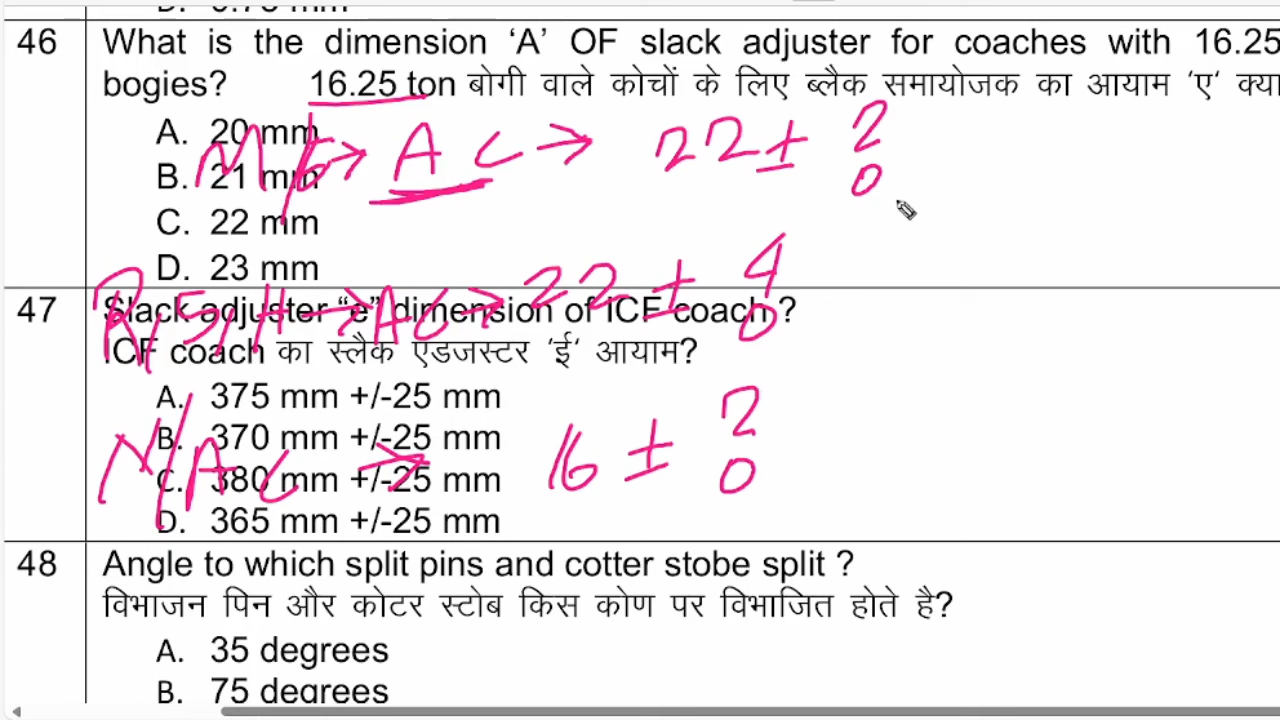 46 What is the dimension ‘A’ OF slack adjuster for coaches with 16.25
bogies? 16.25 ton बोगी वाले कोचों के लिए ब्लैक समायोजक का आयाम ‘ए‘ क्या
A. 20 mm
B. 21 mm
C. 22 mm
D. 23 mm
AC → 22 ± 2 0
47 Slack adjuster “e” dimension of ICF coach ?
ICF coach का स्लैक एडजस्टर ‘ई‘ आयाम?
R/S/H → AC → 22 ± 4 0
A. 375 mm +/-25 mm
B. 370 mm +/-25 mm
C. 380 mm +/-25 mm
D. 365 mm +/-25 mm
N/AC → 16 ± 2 0
48 Angle to which split pins and cotter stobe split ?
विभाजन पिन और कोटर स्टोब किस कोण पर विभाजित होते है?
A. 35 degrees
B. 75 degrees